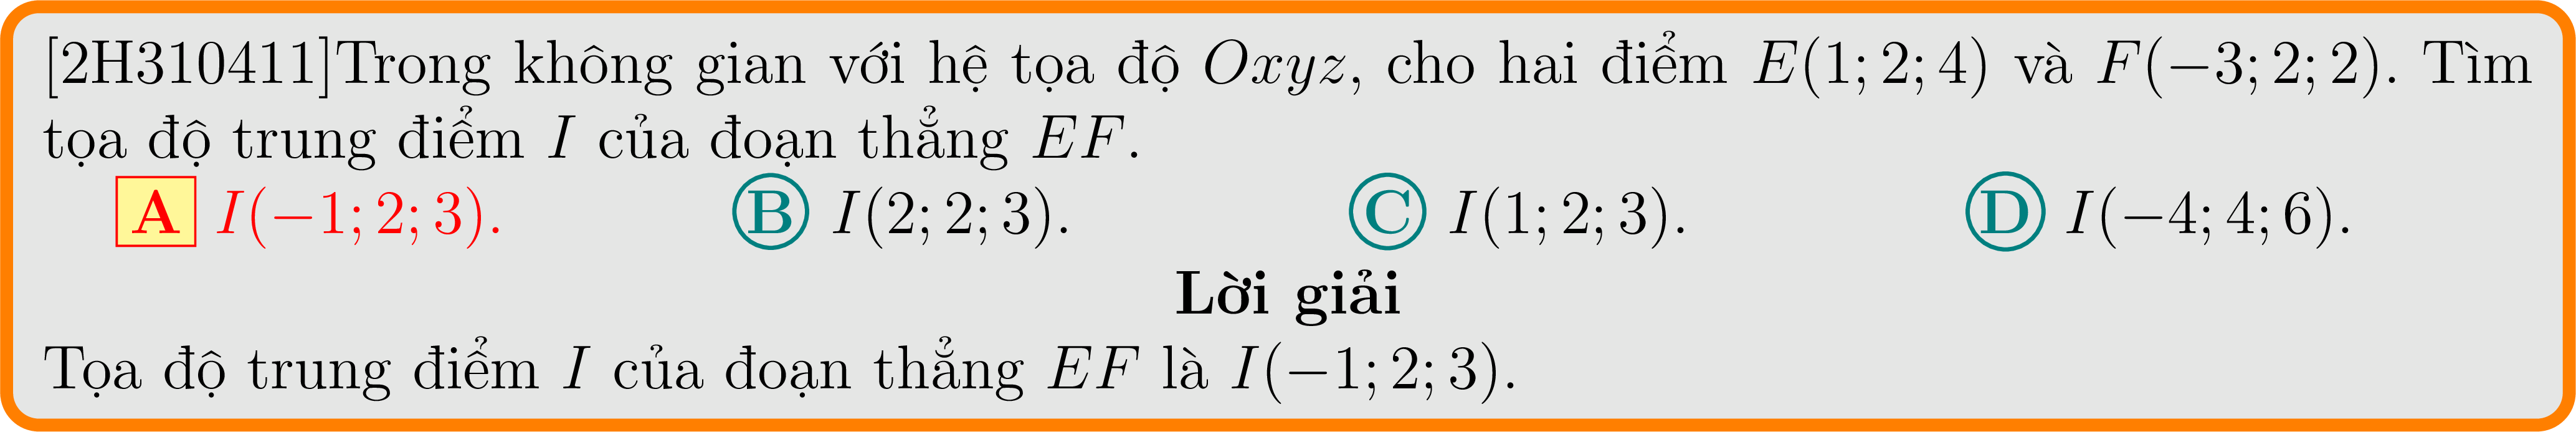 [2H310411]Trong không gian với hệ tọa độ Oxyz, cho hai điểm E(1; 2; 4) và F(−3; 2; 2). Tìm
tọa độ trung điểm I của đoạn thẳng EF.
A I(−1; 2; 3). B I(2; 2; 3). C I(1; 2; 3). D I(−4; 4; 6).
Lời giải
Tọa độ trung điểm I của đoạn thẳng EF là I(−1; 2; 3).